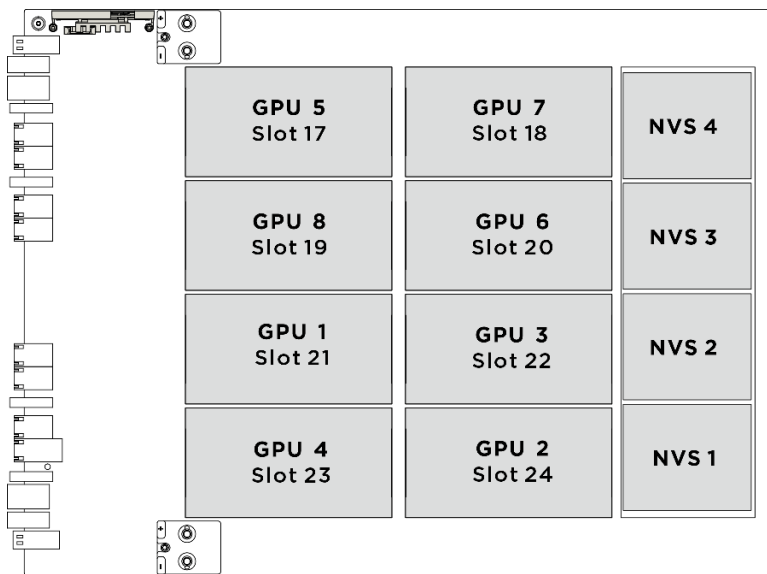 GPU 5
Slot 17
GPU 7
Slot 18
NVS 4
GPU 8
Slot 19
GPU 6
Slot 20
NVS 3
GPU 1
Slot 21
GPU 3
Slot 22
NVS 2
GPU 4
Slot 23
GPU 2
Slot 24
NVS 1